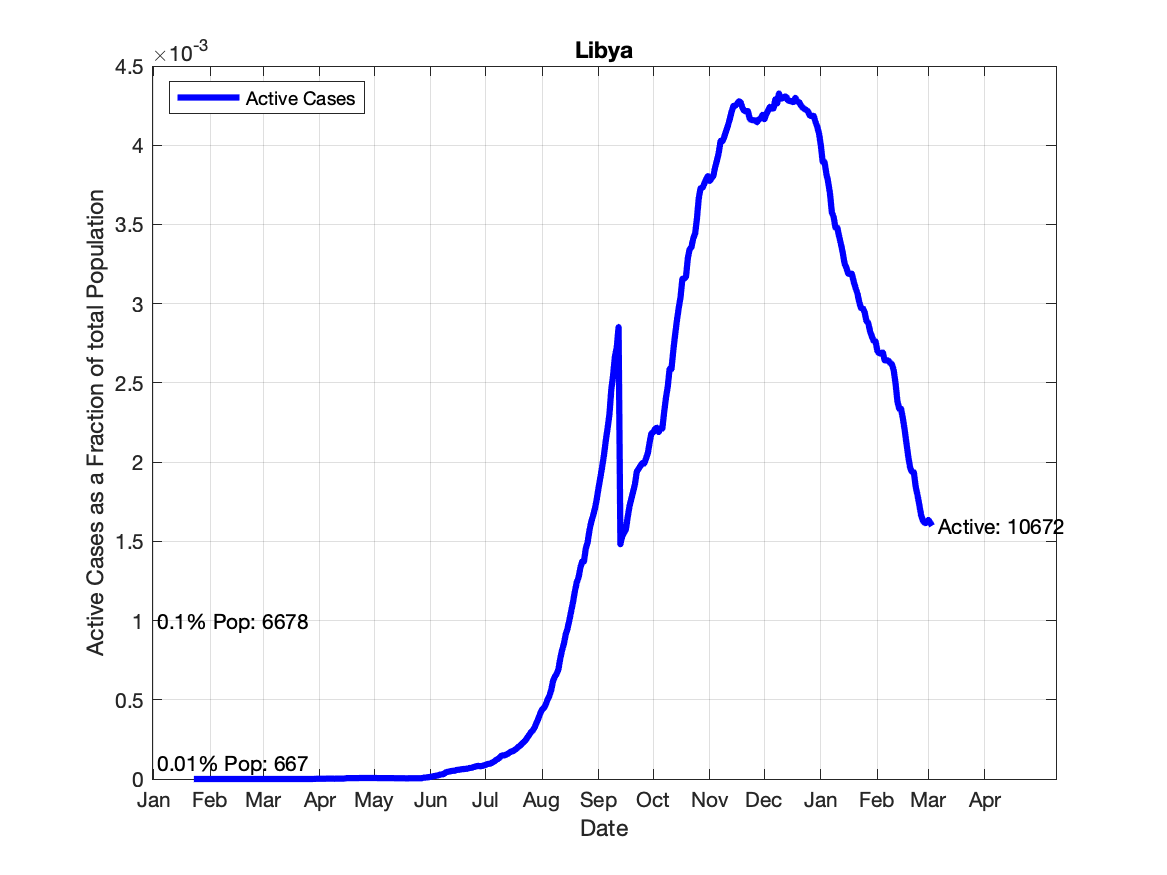 Libya
×10-3
4.5
4
3.5
3
2.5
2
1.5
1
0.5
0
Active Cases as a Fraction of total Population
Active Cases
0.1% Pop: 6678
0.01% Pop: 667
Active: 10672
Jan Feb Mar Apr May Jun Jul Aug Sep Oct Nov Dec Jan Feb Mar Apr
Date